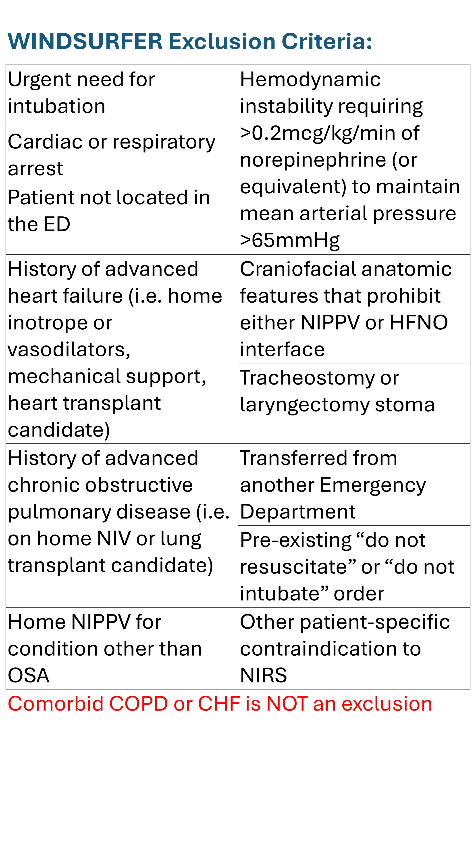 WINDSURFER Exclusion Criteria:
Urgent need for
intubation
Cardiac or respiratory
arrest
Patient not located in
the ED
Hemodynamic
instability requiring
>0.2mcg/kg/min of
norepinephrine (or
equivalent) to maintain
mean arterial pressure
>65mmHg
History of advanced
heart failure (i.e. home
inotrope or
vasodilators,
mechanical support,
heart transplant
candidate)
Craniofacial anatomic
features that prohibit
either NIPPV or HFNO
interface
Tracheostomy or
laryngectomy stoma
History of advanced
chronic obstructive
pulmonary disease (i.e.
on home NIV or lung
transplant candidate)
Transferred from
another Emergency
Department
Pre-existing “do not
resuscitate” or “do not
intubate” order
Home NIPPV for
condition other than
OSA
Other patient-specific
contraindication to
NIRS
Comorbid COPD or CHF is NOT an exclusion